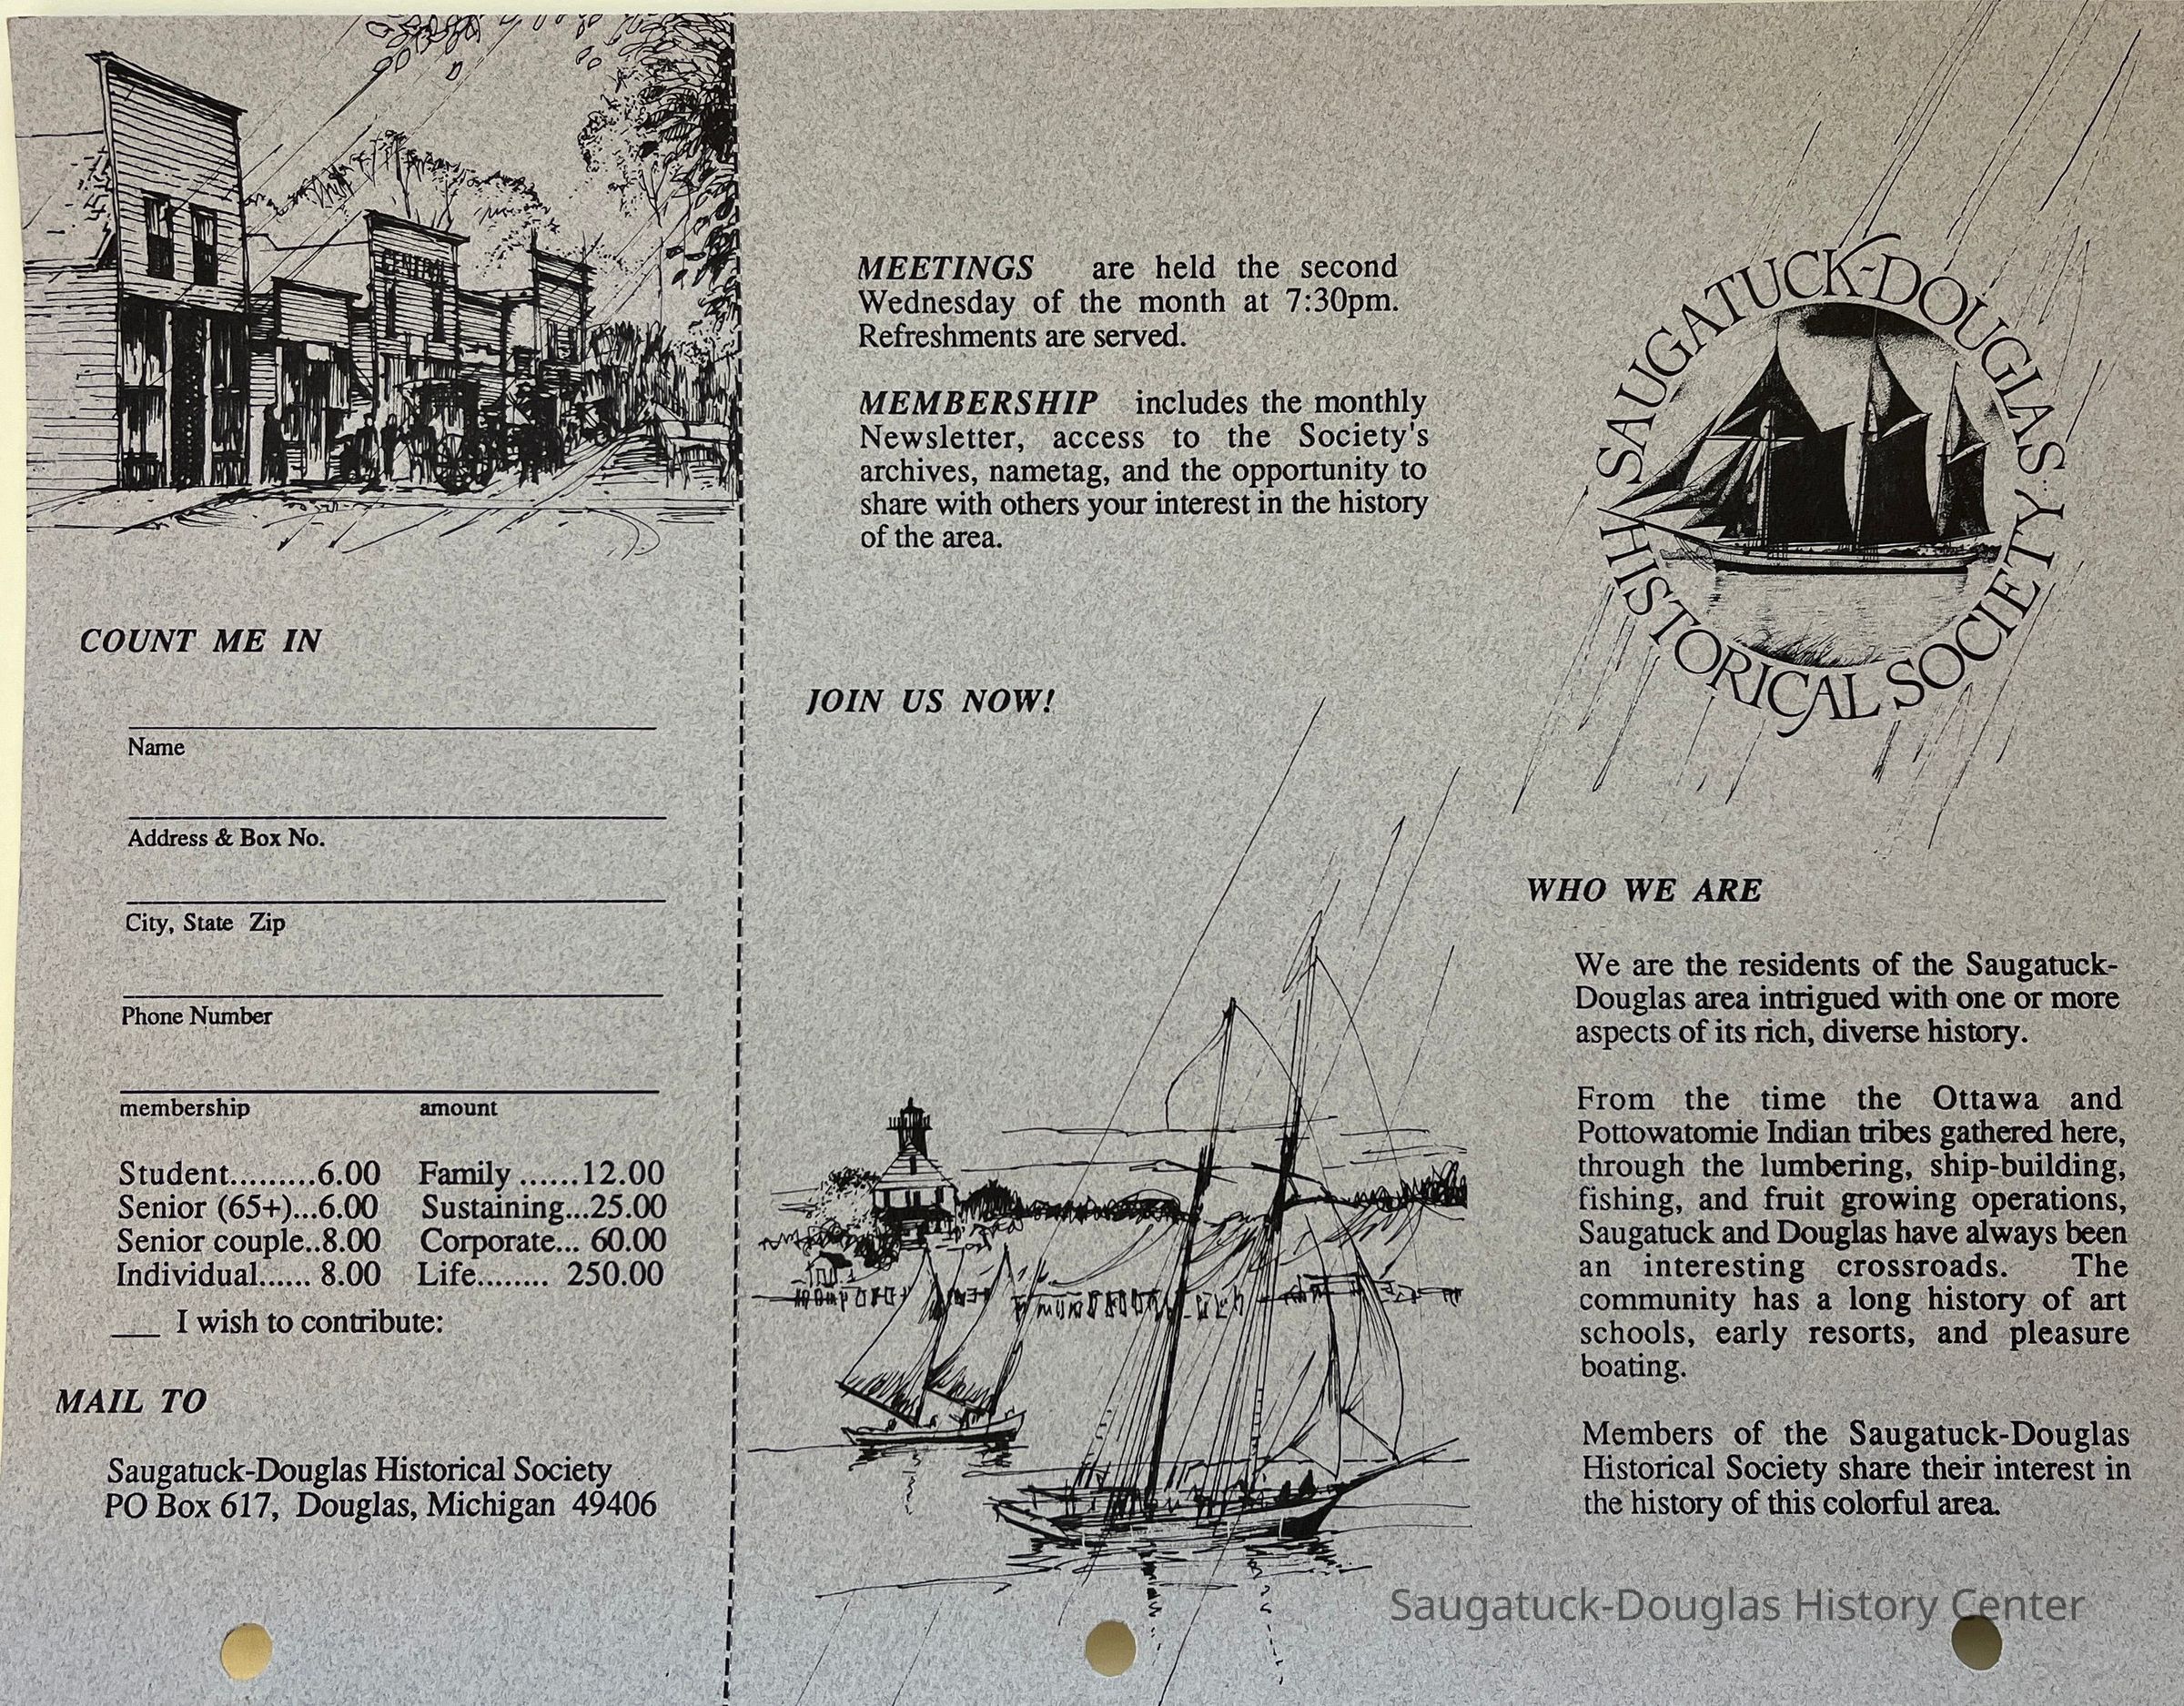 GENERAL
COUNT ME IN
Name
Address & Box No.
City, State Zip
Phone Number
membership amount
Student.........6.00 Family ......12.00
Senior (65+)...6.00 Sustaining...25.00
Senior couple..8.00 Corporate... 60.00
Individual...... 8.00 Life........ 250.00
___ I wish to contribute:
MAIL TO
Saugatuck-Douglas Historical Society
PO Box 617, Douglas, Michigan 49406
MEETINGS are held the second
Wednesday of the month at 7:30pm.
Refreshments are served.
MEMBERSHIP includes the monthly
Newsletter, access to the Society's
archives, nametag, and the opportunity to
share with others your interest in the history
of the area.
JOIN US NOW!
SAUGATUCK-DOUGLAS
HISTORICAL SOCIETY
WHO WE ARE
We are the residents of the Saugatuck-
Douglas area intrigued with one or more
aspects of its rich, diverse history.
From the time the Ottawa and
Pottowatomie Indian tribes gathered here,
through the lumbering, ship-building,
fishing, and fruit growing operations,
Saugatuck and Douglas have always been
an interesting crossroads. The
community has a long history of art
schools, early resorts, and pleasure
boating.
Members of the Saugatuck-Douglas
Historical Society share their interest in
the history of this colorful area.
Saugatuck-Douglas History Center